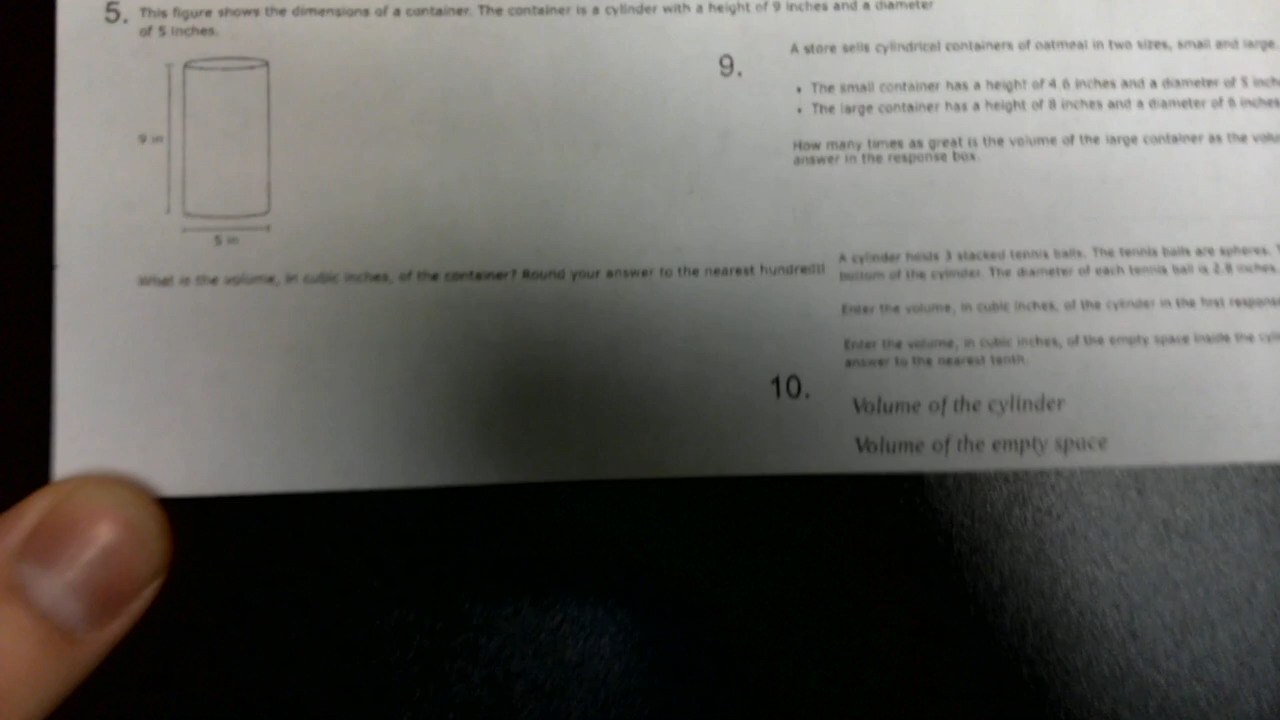 5. This figure shows the dimensions of a container. The container is a cylinder with a height of 9 inches and a diameter
of 5 inches.
9 in
5 in
What is the volume, in cubic inches, of the container? Round your answer to the nearest hundredth
9.
A store sells cylindrical containers of oatmeal in two sizes, small and large.
• The small container has a height of 4.6 inches and a diameter of 5 inch
• The large container has a height of 8 inches and a diameter of inches
How many times as great is the volume of the large container as the volu
answer in the response box.
10.
A cylinder holds 3 stacked tennis balls. The tennis balls are spheres.
bottom of the cylinder. The diameter of each tennis ball is 2.8 inches.
Enter the volume, in cubic inches, of the cylinder in the first respons
Enter the volume, in cubic inches, of the empty space inside the cyl
answer to the nearest tenth.
Volume of the cylinder
Volume of the empty space